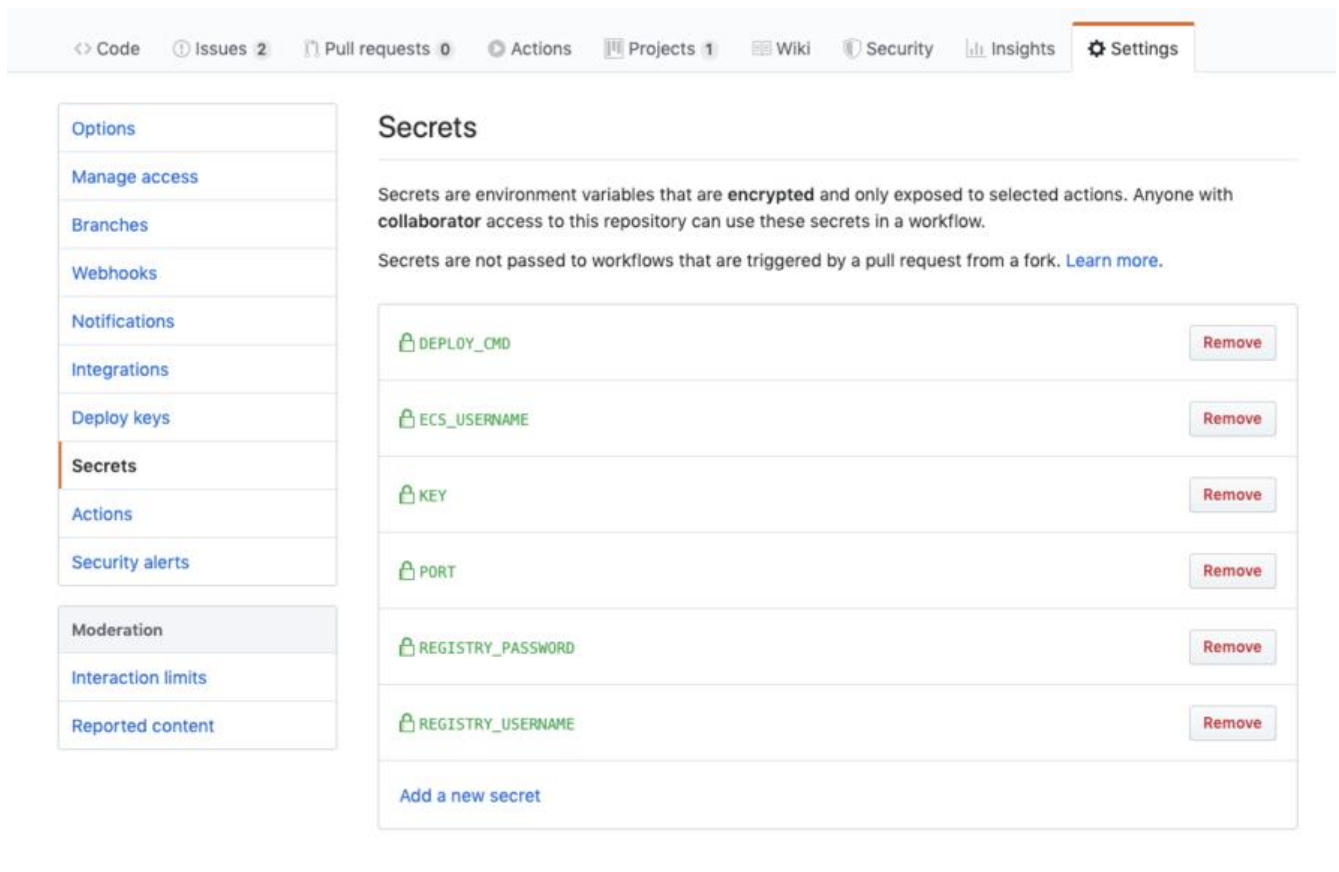 Code Issues 2 Pull requests 0 Actions Projects 1 Wiki Security Insights Settings
Options
Manage access
Branches
Webhooks
Notifications
Integrations
Deploy keys
Secrets
Actions
Security alerts
Moderation
Interaction limits
Reported content
Secrets
Secrets are environment variables that are encrypted and only exposed to selected actions. Anyone with
collaborator access to this repository can use these secrets in a workflow.
Secrets are not passed to workflows that are triggered by a pull request from a fork. Learn more.
DEPLOY_CMD Remove
ECS_USERNAME Remove
KEY Remove
PORT Remove
REGISTRY_PASSWORD Remove
REGISTRY_USERNAME Remove
Add a new secret